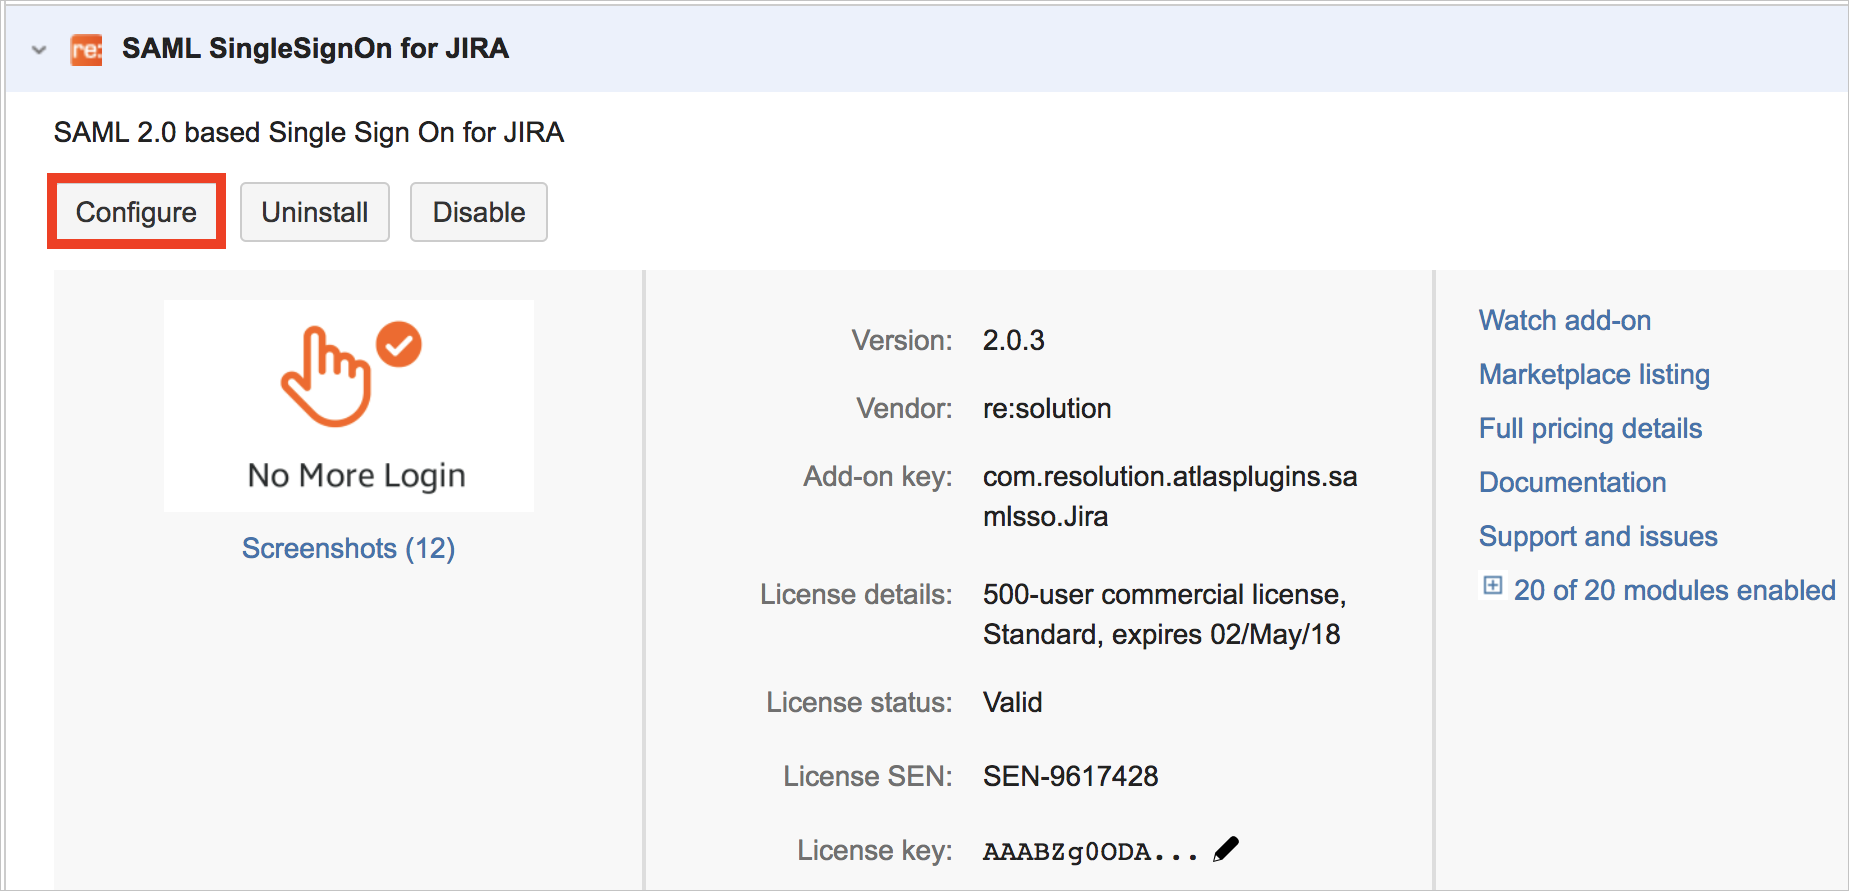 re:
SAML SingleSignOn for JIRA
SAML 2.0 based Single Sign On for JIRA
Configure
Uninstall
Disable
No More Login
Screenshots (12)
Version: 2.0.3
Vendor: re:solution
Add-on key: com.resolution.atlasplugins.sa
mlsso.Jira
License details: 500-user commercial license,
Standard, expires 02/May/18
License status: Valid
License SEN: SEN-9617428
License key: AAABZg0ODA...
Watch add-on
Marketplace listing
Full pricing details
Documentation
Support and issues
20 of 20 modules enabled